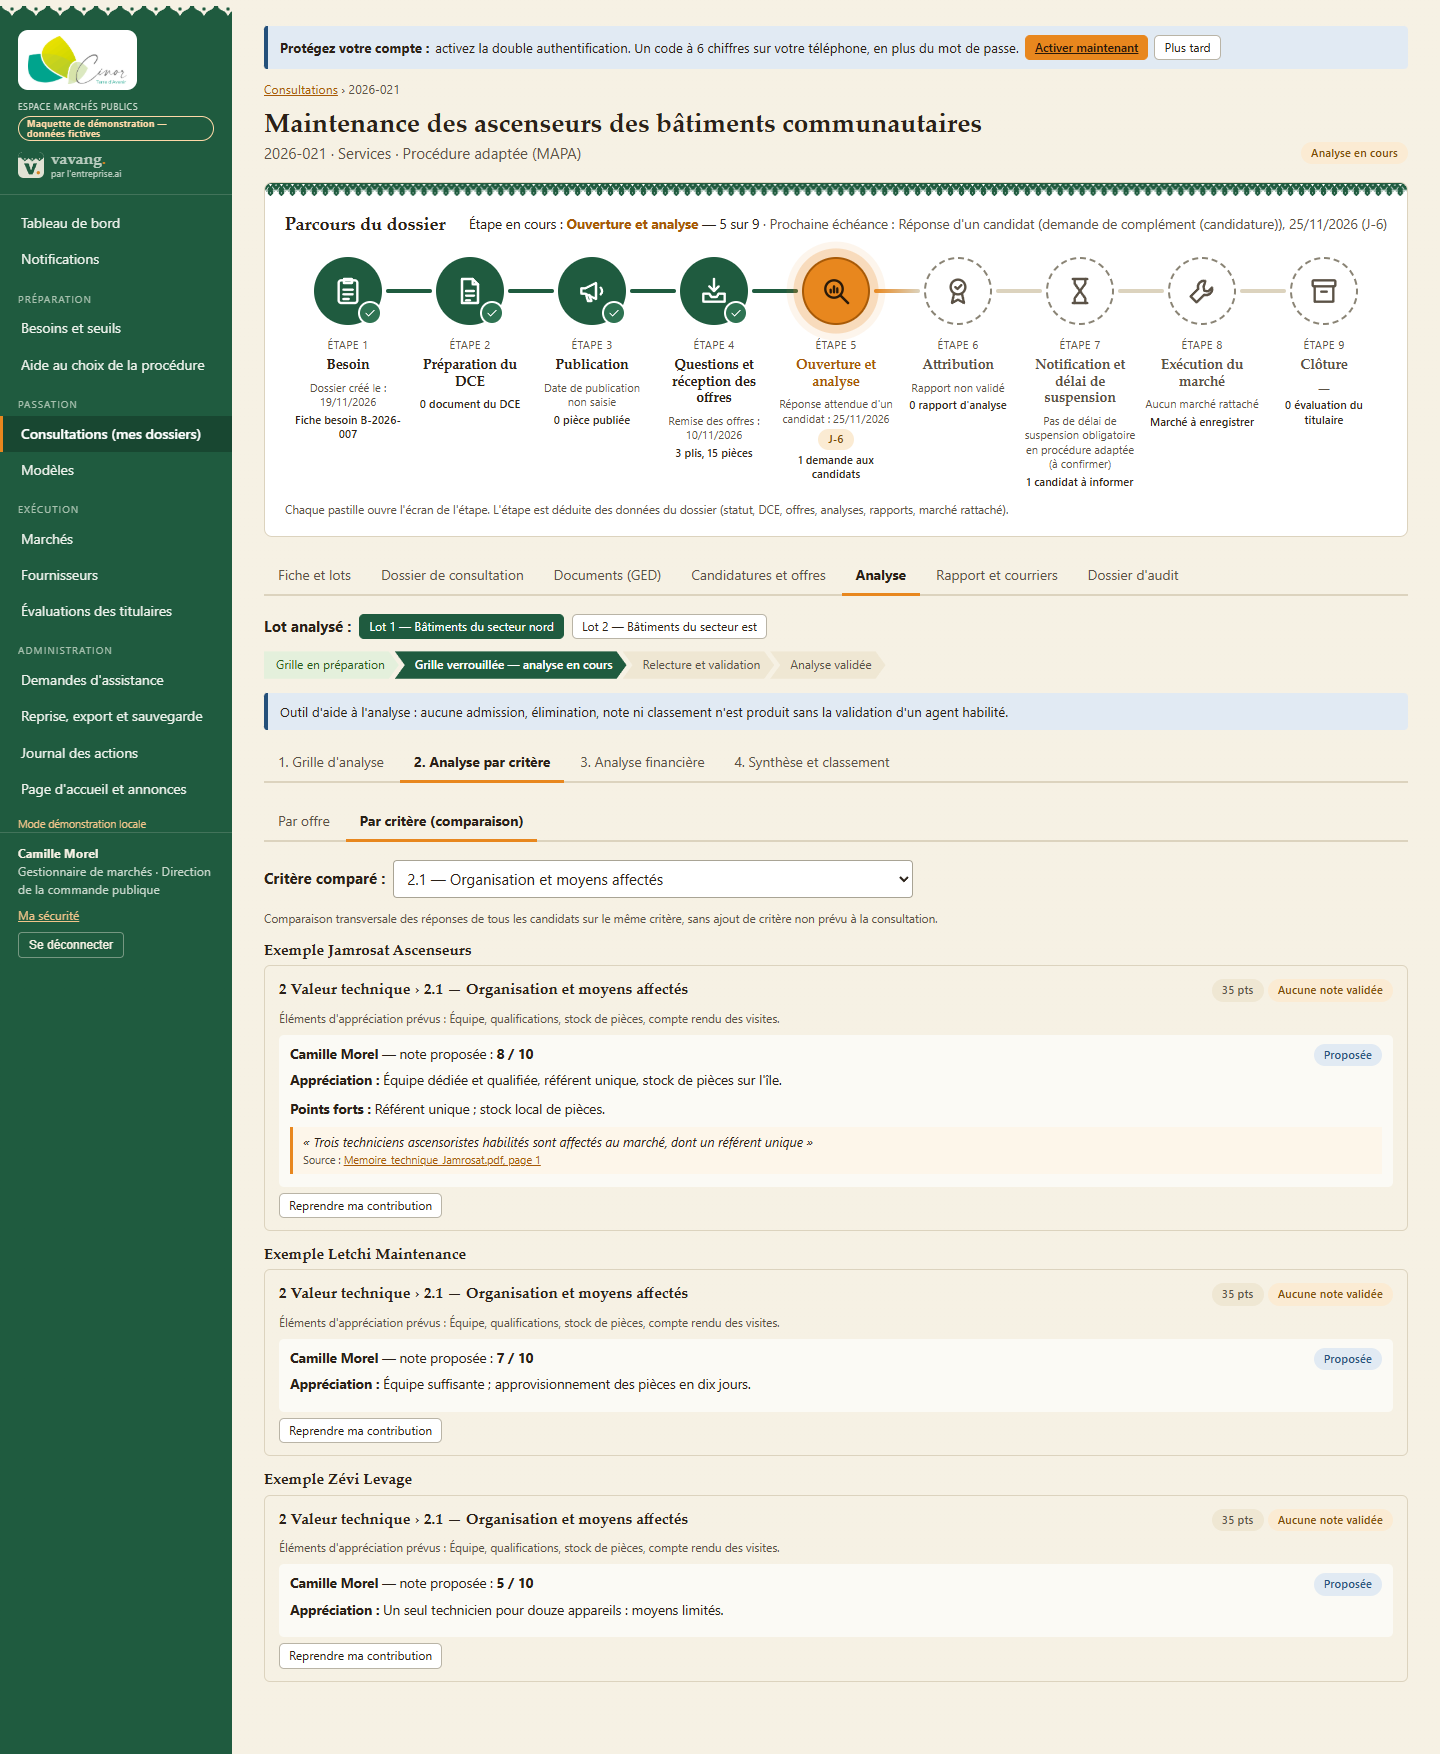 Cinor
Terre d'Avenir
ESPACE MARCHÉS PUBLICS
Maquette de démonstration —
données fictives
vavang.
par l'entreprise.ai
Tableau de bord
Notifications
PRÉPARATION
Besoins et seuils
Aide au choix de la procédure
PASSATION
Consultations (mes dossiers)
Modèles
EXÉCUTION
Marchés
Fournisseurs
Évaluations des titulaires
ADMINISTRATION
Demandes d'assistance
Reprise, export et sauvegarde
Journal des actions
Page d'accueil et annonces
Mode démonstration locale
Camille Morel
Gestionnaire de marchés · Direction
de la commande publique
Ma sécurité
Se déconnecter
Protégez votre compte : activez la double authentification. Un code à 6 chiffres sur votre téléphone, en plus du mot de passe. Activer maintenant Plus tard
Consultations › 2026-021
Maintenance des ascenseurs des bâtiments communautaires
2026-021 · Services · Procédure adaptée (MAPA) Analyse en cours
Parcours du dossier Étape en cours : Ouverture et analyse — 5 sur 9 · Prochaine échéance : Réponse d'un candidat (demande de complément (candidature)), 25/11/2026 (J-6)
ÉTAPE 1
Besoin
Dossier créé le :
19/11/2026
Fiche besoin B-2026-
007
ÉTAPE 2
Préparation du
DCE
0 document du DCE
ÉTAPE 3
Publication
Date de publication
non saisie
0 pièce publiée
ÉTAPE 4
Questions et
réception des
offres
Remise des offres :
10/11/2026
3 plis, 15 pièces
ÉTAPE 5
Ouverture et
analyse
Réponse attendue d'un
candidat : 25/11/2026
J-6
1 demande aux
candidats
ÉTAPE 6
Attribution
Rapport non validé
0 rapport d'analyse
ÉTAPE 7
Notification et
délai de
suspension
Pas de délai de
suspension obligatoire
en procédure adaptée
(à confirmer)
1 candidat à informer
ÉTAPE 8
Exécution du
marché
Aucun marché rattaché
Marché à enregistrer
ÉTAPE 9
Clôture
—
0 évaluation du
titulaire
Chaque pastille ouvre l'écran de l'étape. L'étape est déduite des données du dossier (statut, DCE, offres, analyses, rapports, marché rattaché).
Fiche et lots Dossier de consultation Documents (GED) Candidatures et offres Analyse Rapport et courriers Dossier d'audit
Lot analysé : Lot 1 — Bâtiments du secteur nord Lot 2 — Bâtiments du secteur est
Grille en préparation Grille verrouillée — analyse en cours Relecture et validation Analyse validée
Outil d'aide à l'analyse : aucune admission, élimination, note ni classement n'est produit sans la validation d'un agent habilité.
1. Grille d'analyse 2. Analyse par critère 3. Analyse financière 4. Synthèse et classement
Par offre Par critère (comparaison)
Critère comparé : 2.1 — Organisation et moyens affectés
Comparaison transversale des réponses de tous les candidats sur le même critère, sans ajout de critère non prévu à la consultation.
Exemple Jamrosat Ascenseurs
2 Valeur technique › 2.1 — Organisation et moyens affectés 35 pts Aucune note validée
Éléments d'appréciation prévus : Équipe, qualifications, stock de pièces, compte rendu des visites.
Camille Morel — note proposée : 8 / 10 Proposée
Appréciation : Équipe dédiée et qualifiée, référent unique, stock de pièces sur l'île.
Points forts : Référent unique ; stock local de pièces.
« Trois techniciens ascensoristes habilités sont affectés au marché, dont un référent unique »
Source : Memoire_technique_Jamrosat.pdf, page 1
Reprendre ma contribution
Exemple Letchi Maintenance
2 Valeur technique › 2.1 — Organisation et moyens affectés 35 pts Aucune note validée
Éléments d'appréciation prévus : Équipe, qualifications, stock de pièces, compte rendu des visites.
Camille Morel — note proposée : 7 / 10 Proposée
Appréciation : Équipe suffisante ; approvisionnement des pièces en dix jours.
Reprendre ma contribution
Exemple Zévi Levage
2 Valeur technique › 2.1 — Organisation et moyens affectés 35 pts Aucune note validée
Éléments d'appréciation prévus : Équipe, qualifications, stock de pièces, compte rendu des visites.
Camille Morel — note proposée : 5 / 10 Proposée
Appréciation : Un seul technicien pour douze appareils : moyens limités.
Reprendre ma contribution